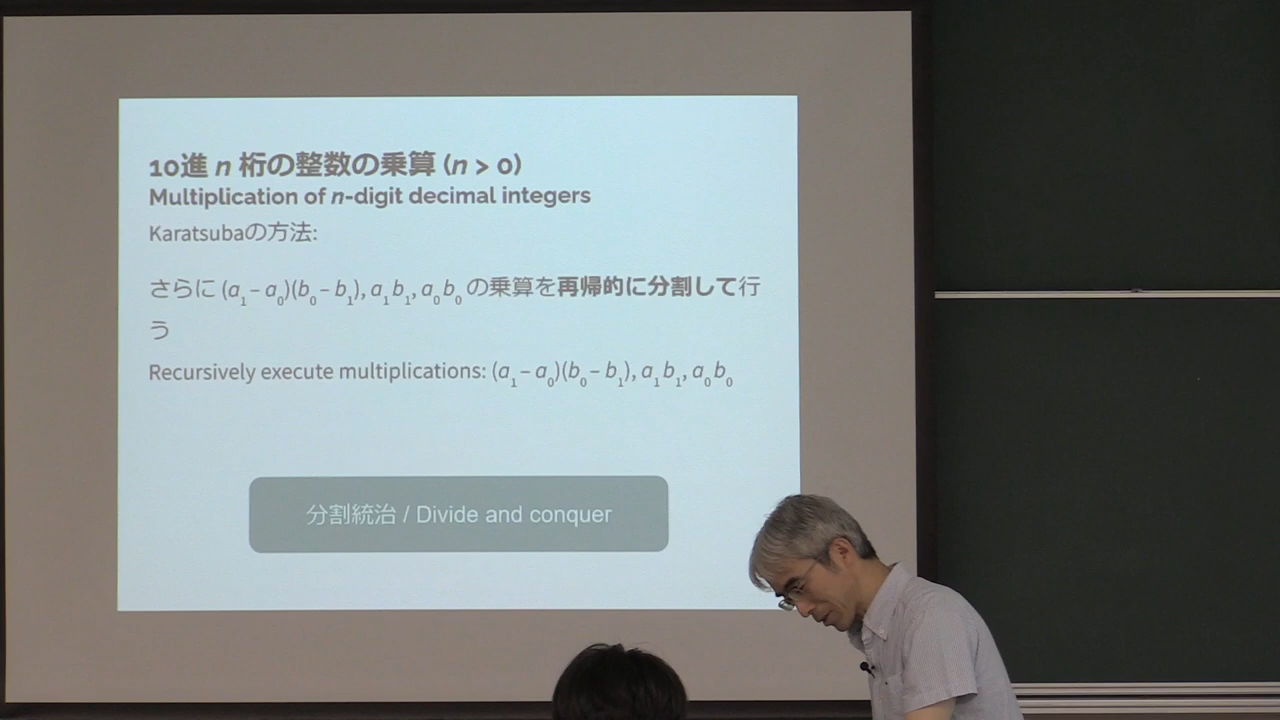 10進 n 桁の整数の乗算 (n > 0)
Multiplication of n-digit decimal integers
Karatsubaの方法:
さらに (a₁ – a₀)(b₀ – b₁), a₁b₁, a₀b₀ の乗算を再帰的に分割して行
う
Recursively execute multiplications: (a₁ – a₀)(b₀ – b₁), a₁b₁, a₀b₀
分割統治 / Divide and conquer